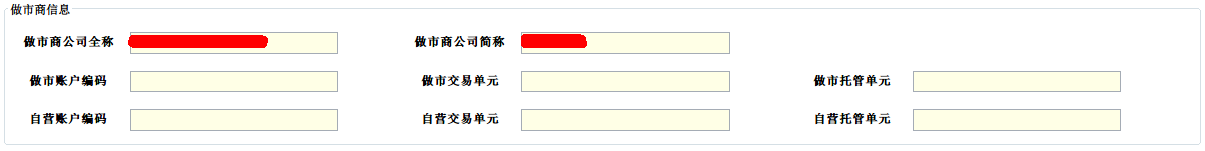 做市商信息
做市商公司全称 做市商公司简称
做市账户编码 做市交易单元 做市托管单元
自营账户编码 自营交易单元 自营托管单元